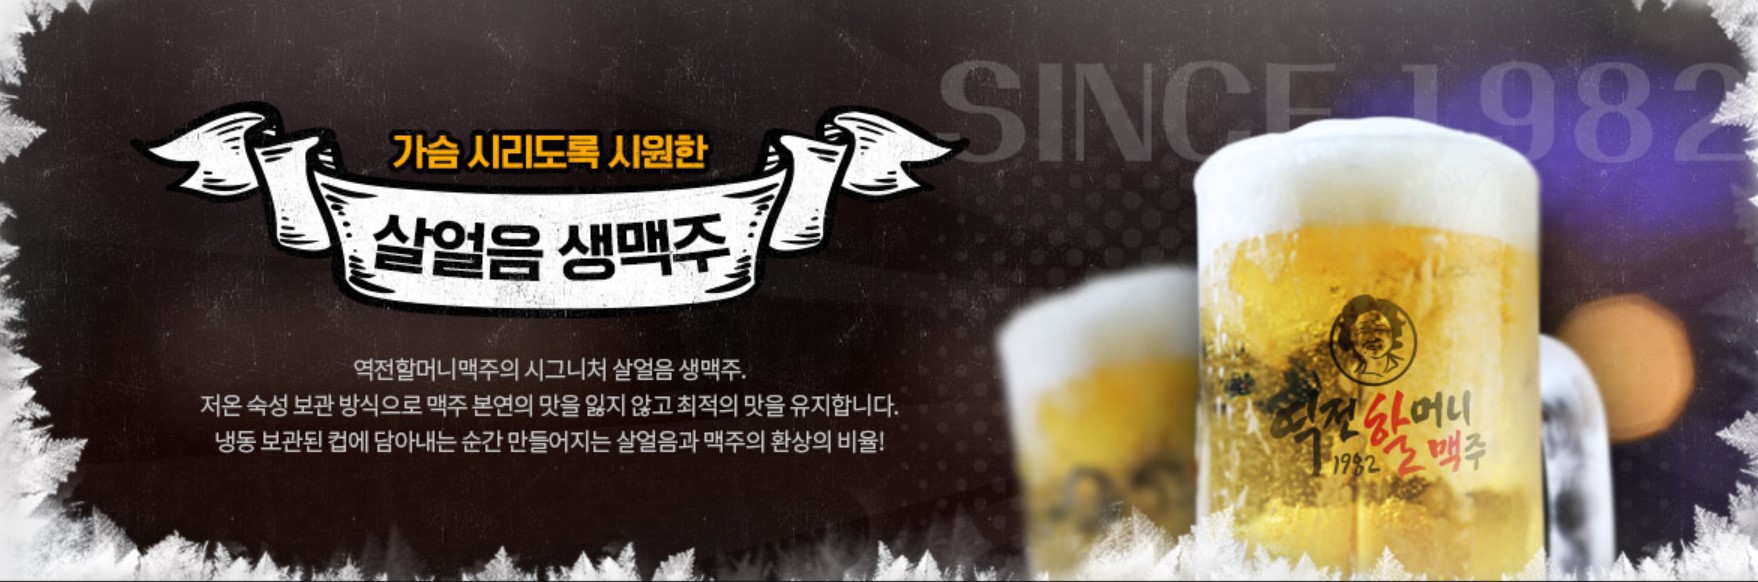 SINCE 1982
가슴 시리도록 시원한
살얼음 생맥주
역전할머니맥주의 시그니처 살얼음 생맥주.
저온 숙성 보관 방식으로 맥주 본연의 맛을 잃지 않고 최적의 맛을 유지합니다.
냉동 보관된 컵에 담아내는 순간 만들어지는 살얼음과 맥주의 환상의 비율!
역전할머니
1982 맥주